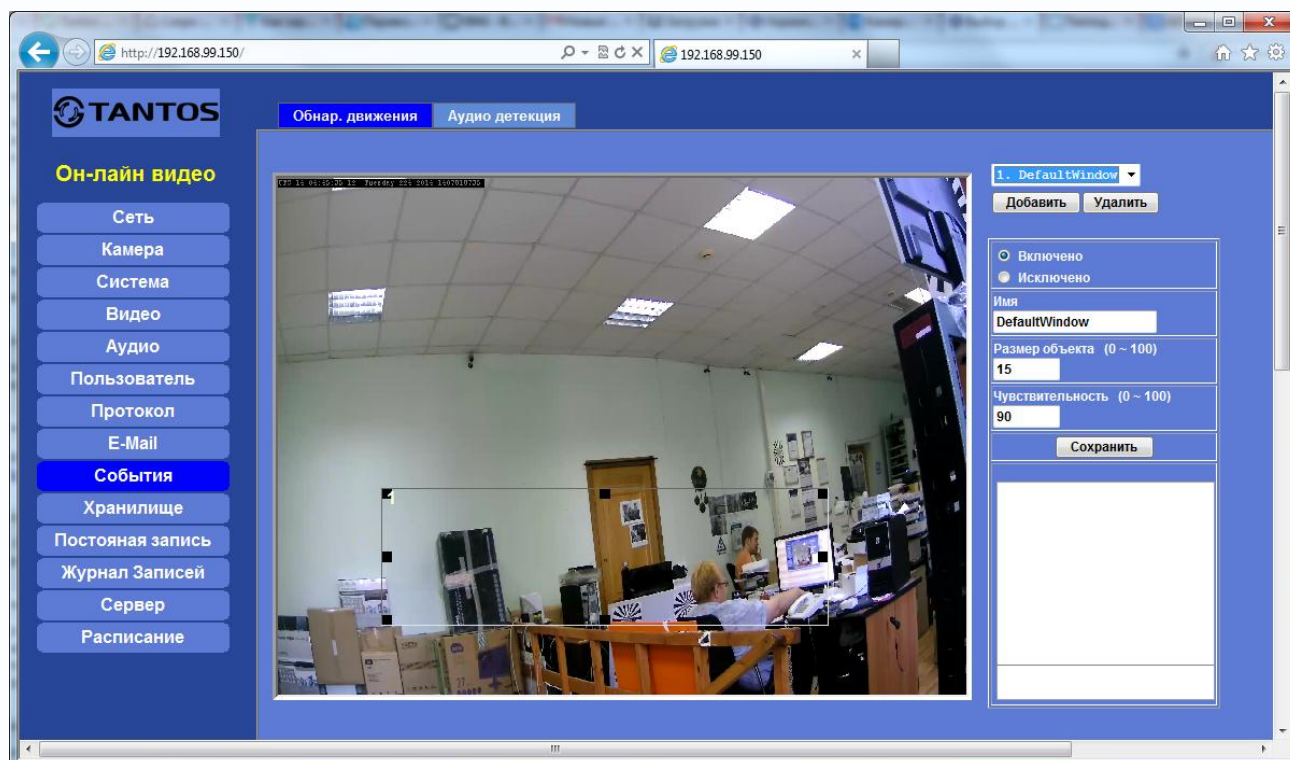 http://192.168.99.150/
192.168.99.150
TANTOS
Обнар. движения
Аудио детекция
Он-лайн видео
Сеть
Камера
Система
Видео
Аудио
Пользователь
Протокол
E-Mail
События
Хранилище
Постояная запись
Журнал Записей
Сервер
Расписание
1
1. DefaultWindow
Добавить Удалить
Включено
Исключено
Имя
DefaultWindow
Размер объекта (0 ~ 100)
15
Чувствительность (0 ~ 100)
90
Сохранить